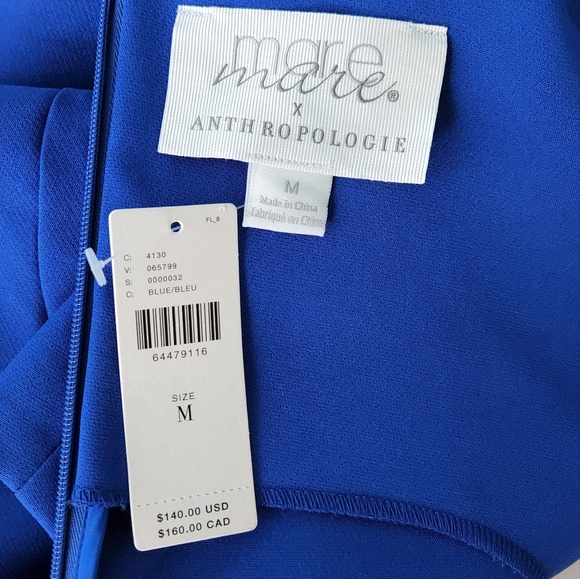 mare
mare®
X
ANTHROPOLOGIE
M
Made in China
Fabriqué en Chine
FL_8
C: 4130
V: 065799
S: 0000032
C: BLUE/BLEU
64479116
SIZE
M
$140.00 USD
$160.00 CAD